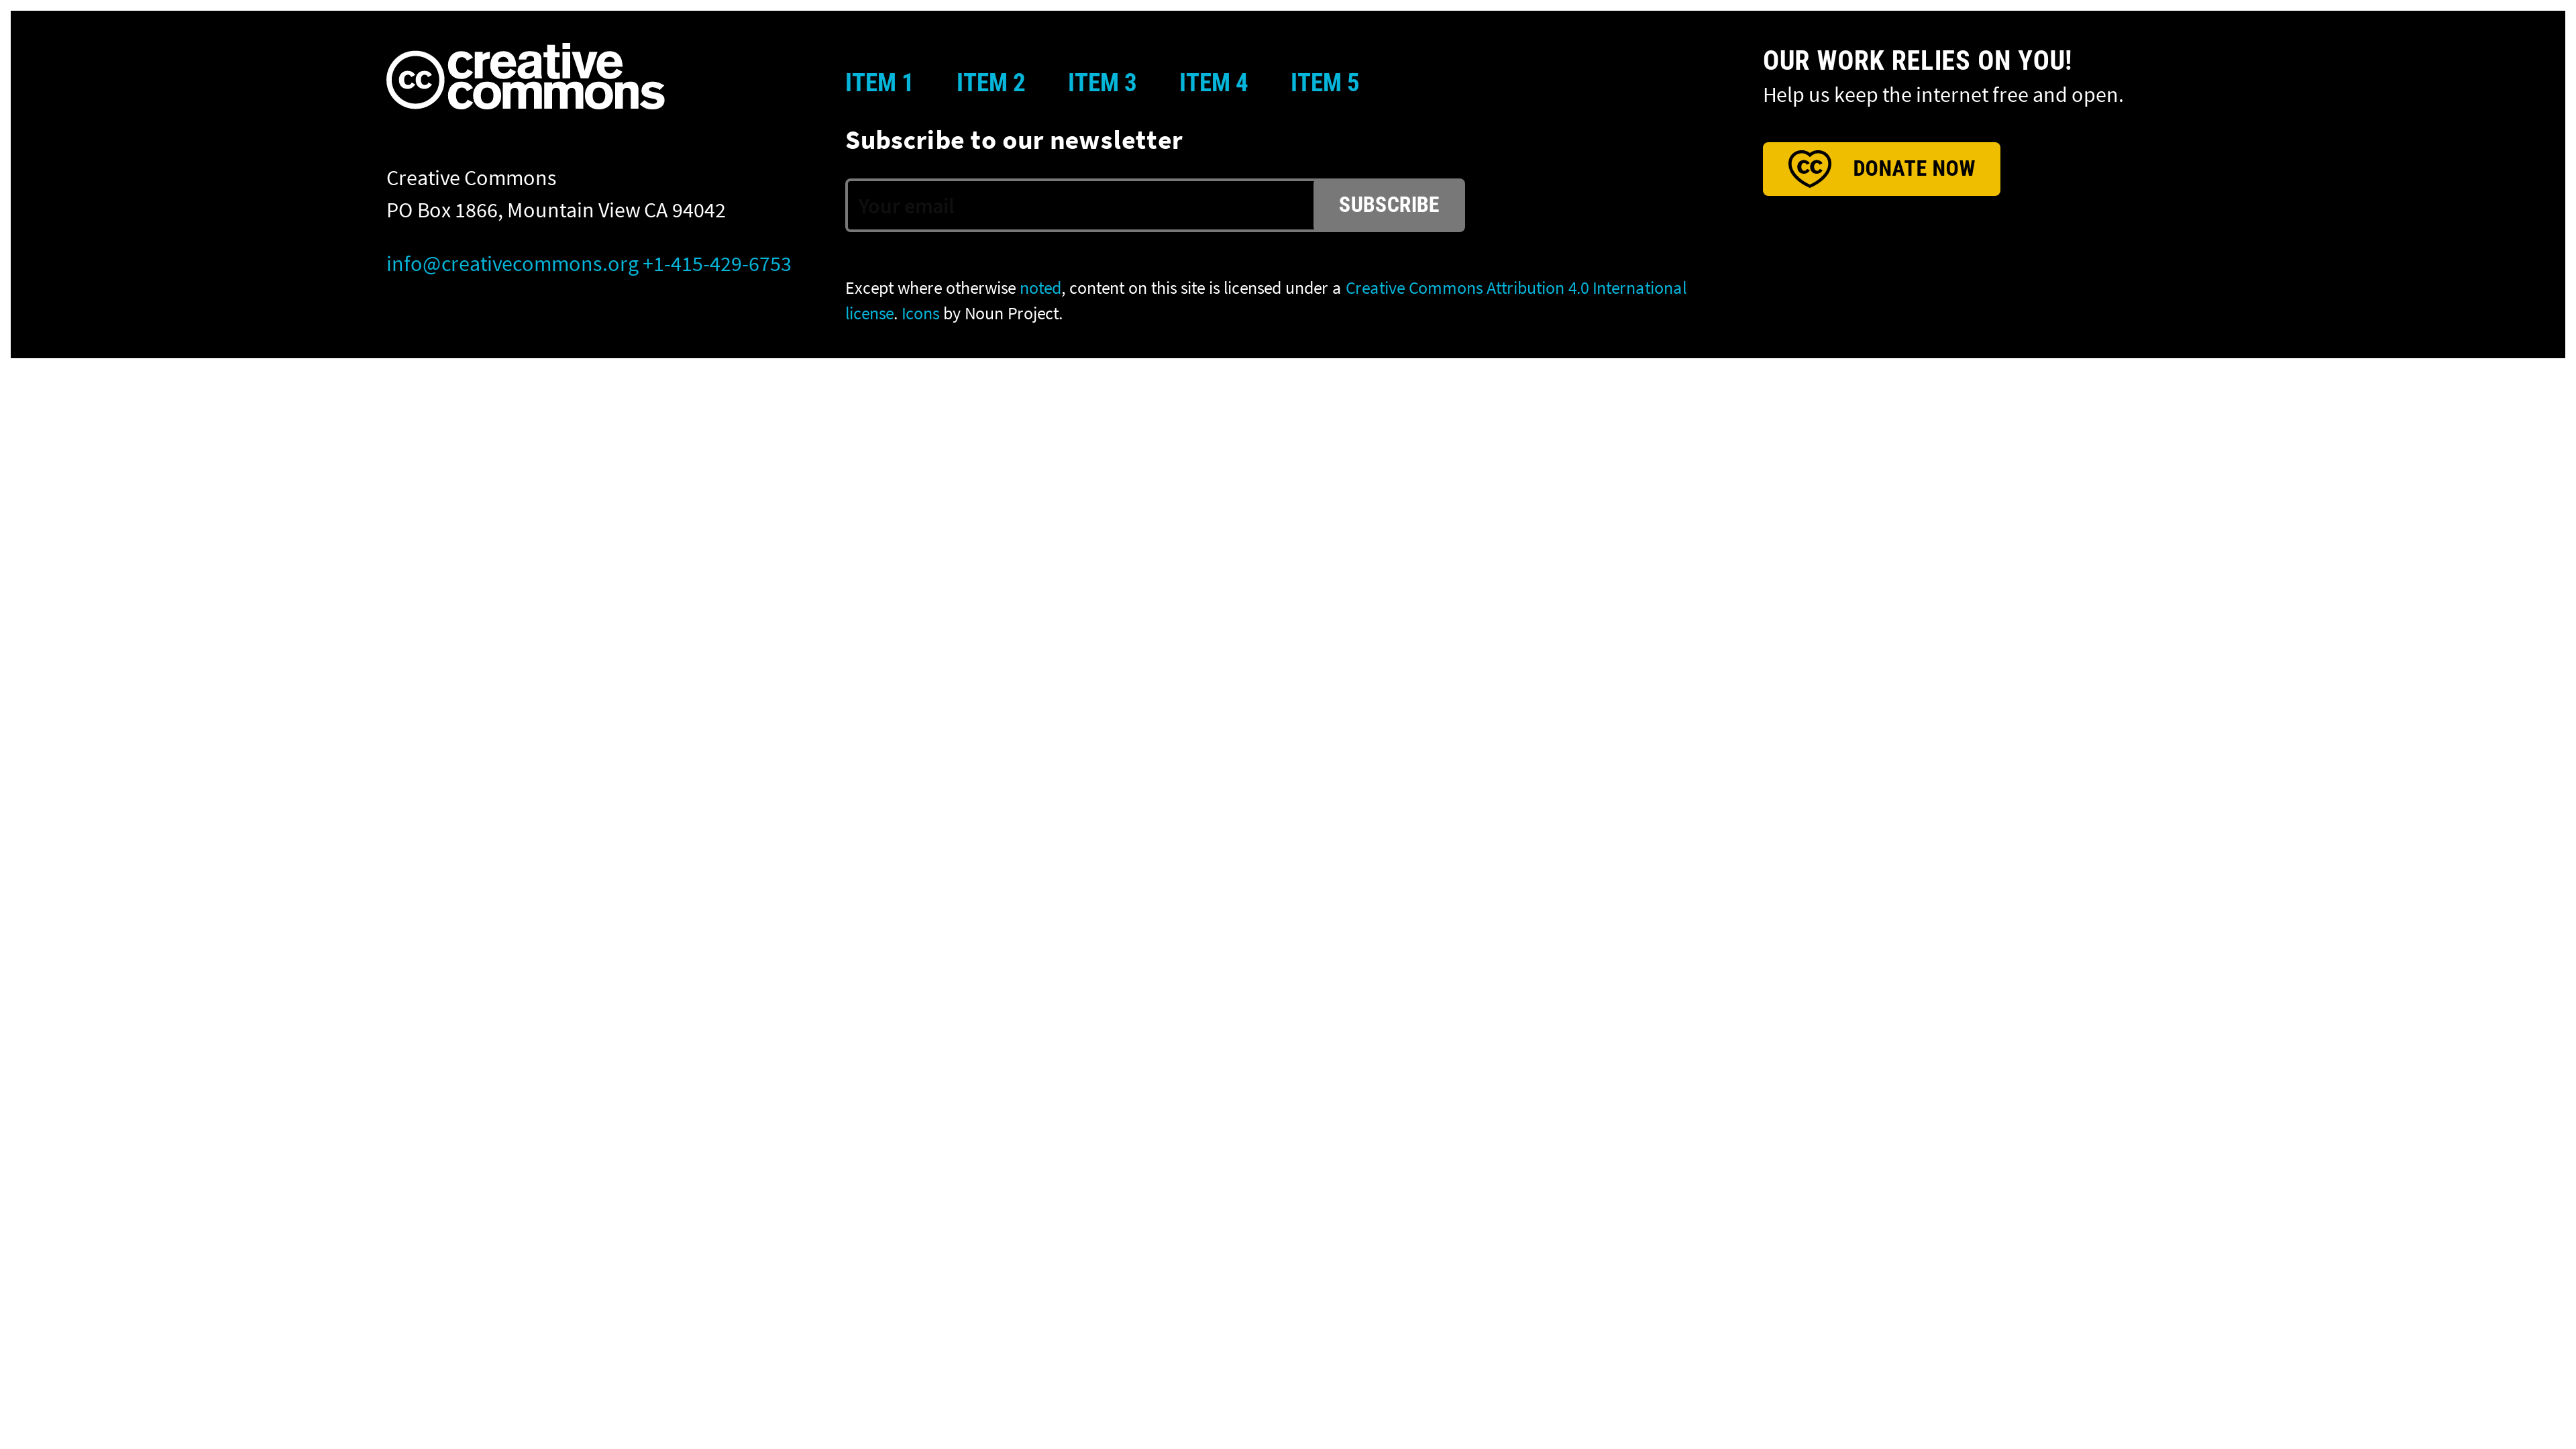 cc creative
commons
Creative Commons
PO Box 1866, Mountain View CA 94042
info@creativecommons.org +1-415-429-6753
ITEM 1 ITEM 2 ITEM 3 ITEM 4 ITEM 5
Subscribe to our newsletter
Your email SUBSCRIBE
Except where otherwise noted, content on this site is licensed under a Creative Commons Attribution 4.0 International
license. Icons by Noun Project.
OUR WORK RELIES ON YOU!
Help us keep the internet free and open.
cc DONATE NOW